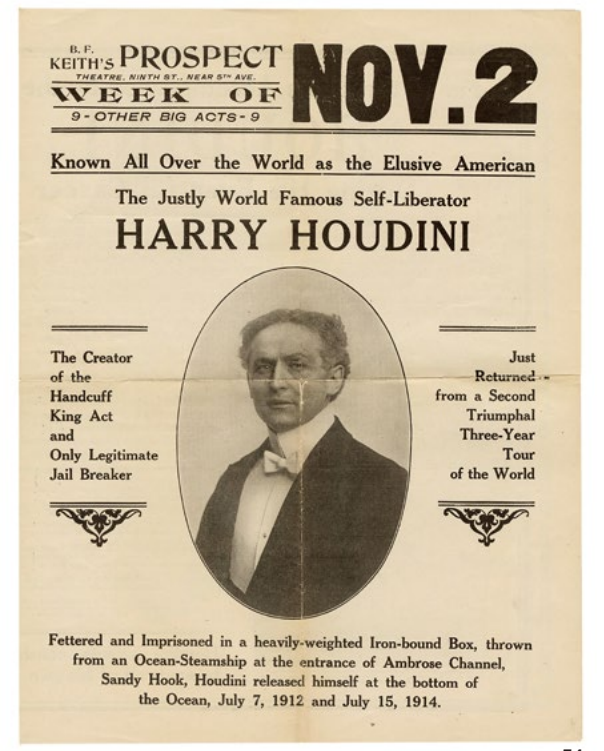 B. F.
KEITH'S PROSPECT
THEATRE. NINTH ST., NEAR 5TH AVE.
WEEK OF
9-OTHER BIG ACTS-9
NOV. 2
Known All Over the World as the Elusive American
The Justly World Famous Self-Liberator
HARRY HOUDINI
The Creator
of the
Handcuff
King Act
and
Only Legitimate
Jail Breaker
Just
Returned
from a Second
Triumphal
Three-Year
Tour
of the World
Fettered and Imprisoned in a heavily-weighted Iron-bound Box, thrown
from an Ocean-Steamship at the entrance of Ambrose Channel,
Sandy Hook, Houdini released himself at the bottom of
the Ocean, July 7, 1912 and July 15, 1914.